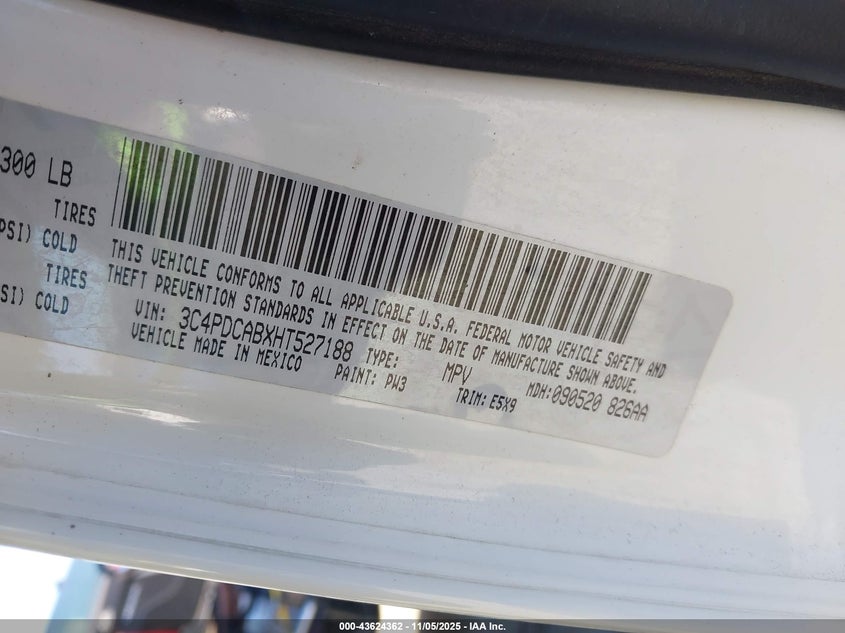 300 LB
TIRES
PSI) COLD
TIRES
SI) COLD
THIS VEHICLE CONFORMS TO ALL APPLICABLE U.S.A. FEDERAL MOTOR VEHICLE SAFETY AND
THEFT PREVENTION STANDARDS IN EFFECT ON THE DATE OF MANUFACTURE SHOWN ABOVE.
VIN: 3C4PDCABXHT527188 TYPE: MPV MDH:090520 826AA
VEHICLE MADE IN MEXICO PAINT: PW3 TRIM: E5X9
000-43624362 - 11/05/2025 - IAA Inc.